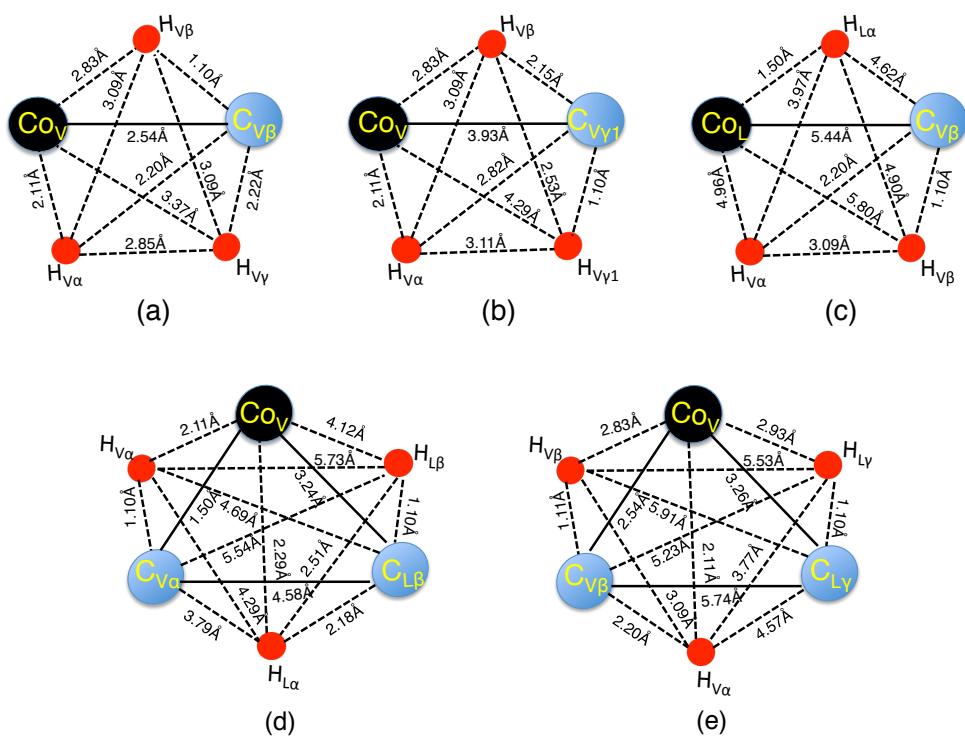 H_Vβ
2.83Å
1.10Å
3.09Å
Co_V
C_Vβ
2.54Å
2.20Å
3.09Å
2.11Å
3.37Å
2.22Å
2.85Å
H_Vα
H_Vγ
(a)
H_Vβ
2.83Å
2.15Å
3.09Å
Co_V
C_Vγ1
3.93Å
2.82Å
2.53Å
2.11Å
4.29Å
1.10Å
3.11Å
H_Vα
H_Vγ1
(b)
H_Lα
1.50Å
4.62Å
3.97Å
Co_L
C_Vβ
5.44Å
2.20Å
4.90Å
4.96Å
5.80Å
1.10Å
3.09Å
H_Vα
H_Vβ
(c)
Co_V
2.11Å
4.12Å
H_Vα
H_Lβ
5.73Å
3.24Å
1.10Å
1.50Å
4.69Å
1.10Å
5.54Å
2.29Å
2.51Å
C_Vα
C_Lβ
4.58Å
4.29Å
3.79Å
2.18Å
H_Lα
(d)
Co_V
2.83Å
2.93Å
H_Vβ
H_Lγ
5.53Å
3.26Å
1.11Å
2.54Å
5.91Å
1.10Å
5.23Å
2.11Å
3.77Å
C_Vβ
C_Lγ
5.74Å
3.09Å
2.20Å
4.57Å
H_Vα
(e)